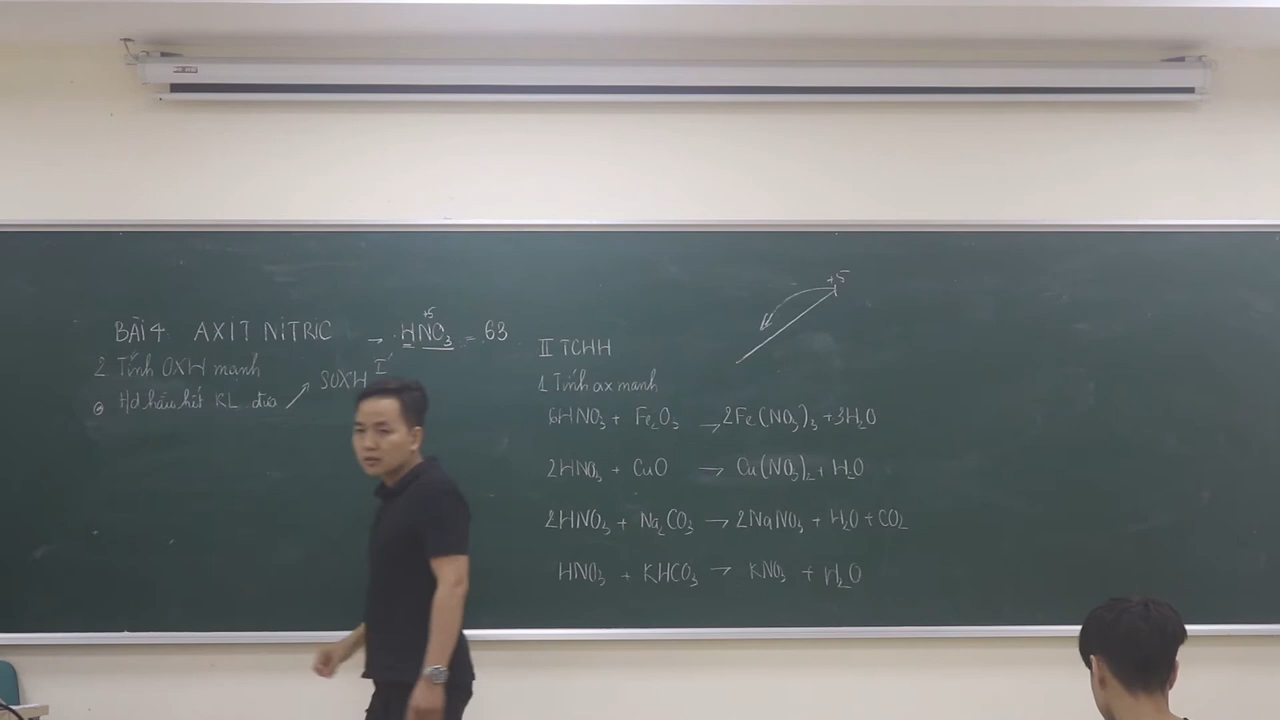 BÀI 4 AXIT NITRIC → HNO₃ = 63
+5
2. Tính OXH mạnh
Hđ hầu hết KL đưa ↗ SOXH I'
+5
II TCHH
1 Tính ax mạnh
6HNO₃ + Fe₂O₃ → 2Fe(NO₃)₃ + 3H₂O
2HNO₃ + CuO → Cu(NO₃)₂ + H₂O
2HNO₃ + Na₂CO₃ → 2NaNO₃ + H₂O + CO₂
HNO₃ + KHCO₃ → KNO₃ + H₂O